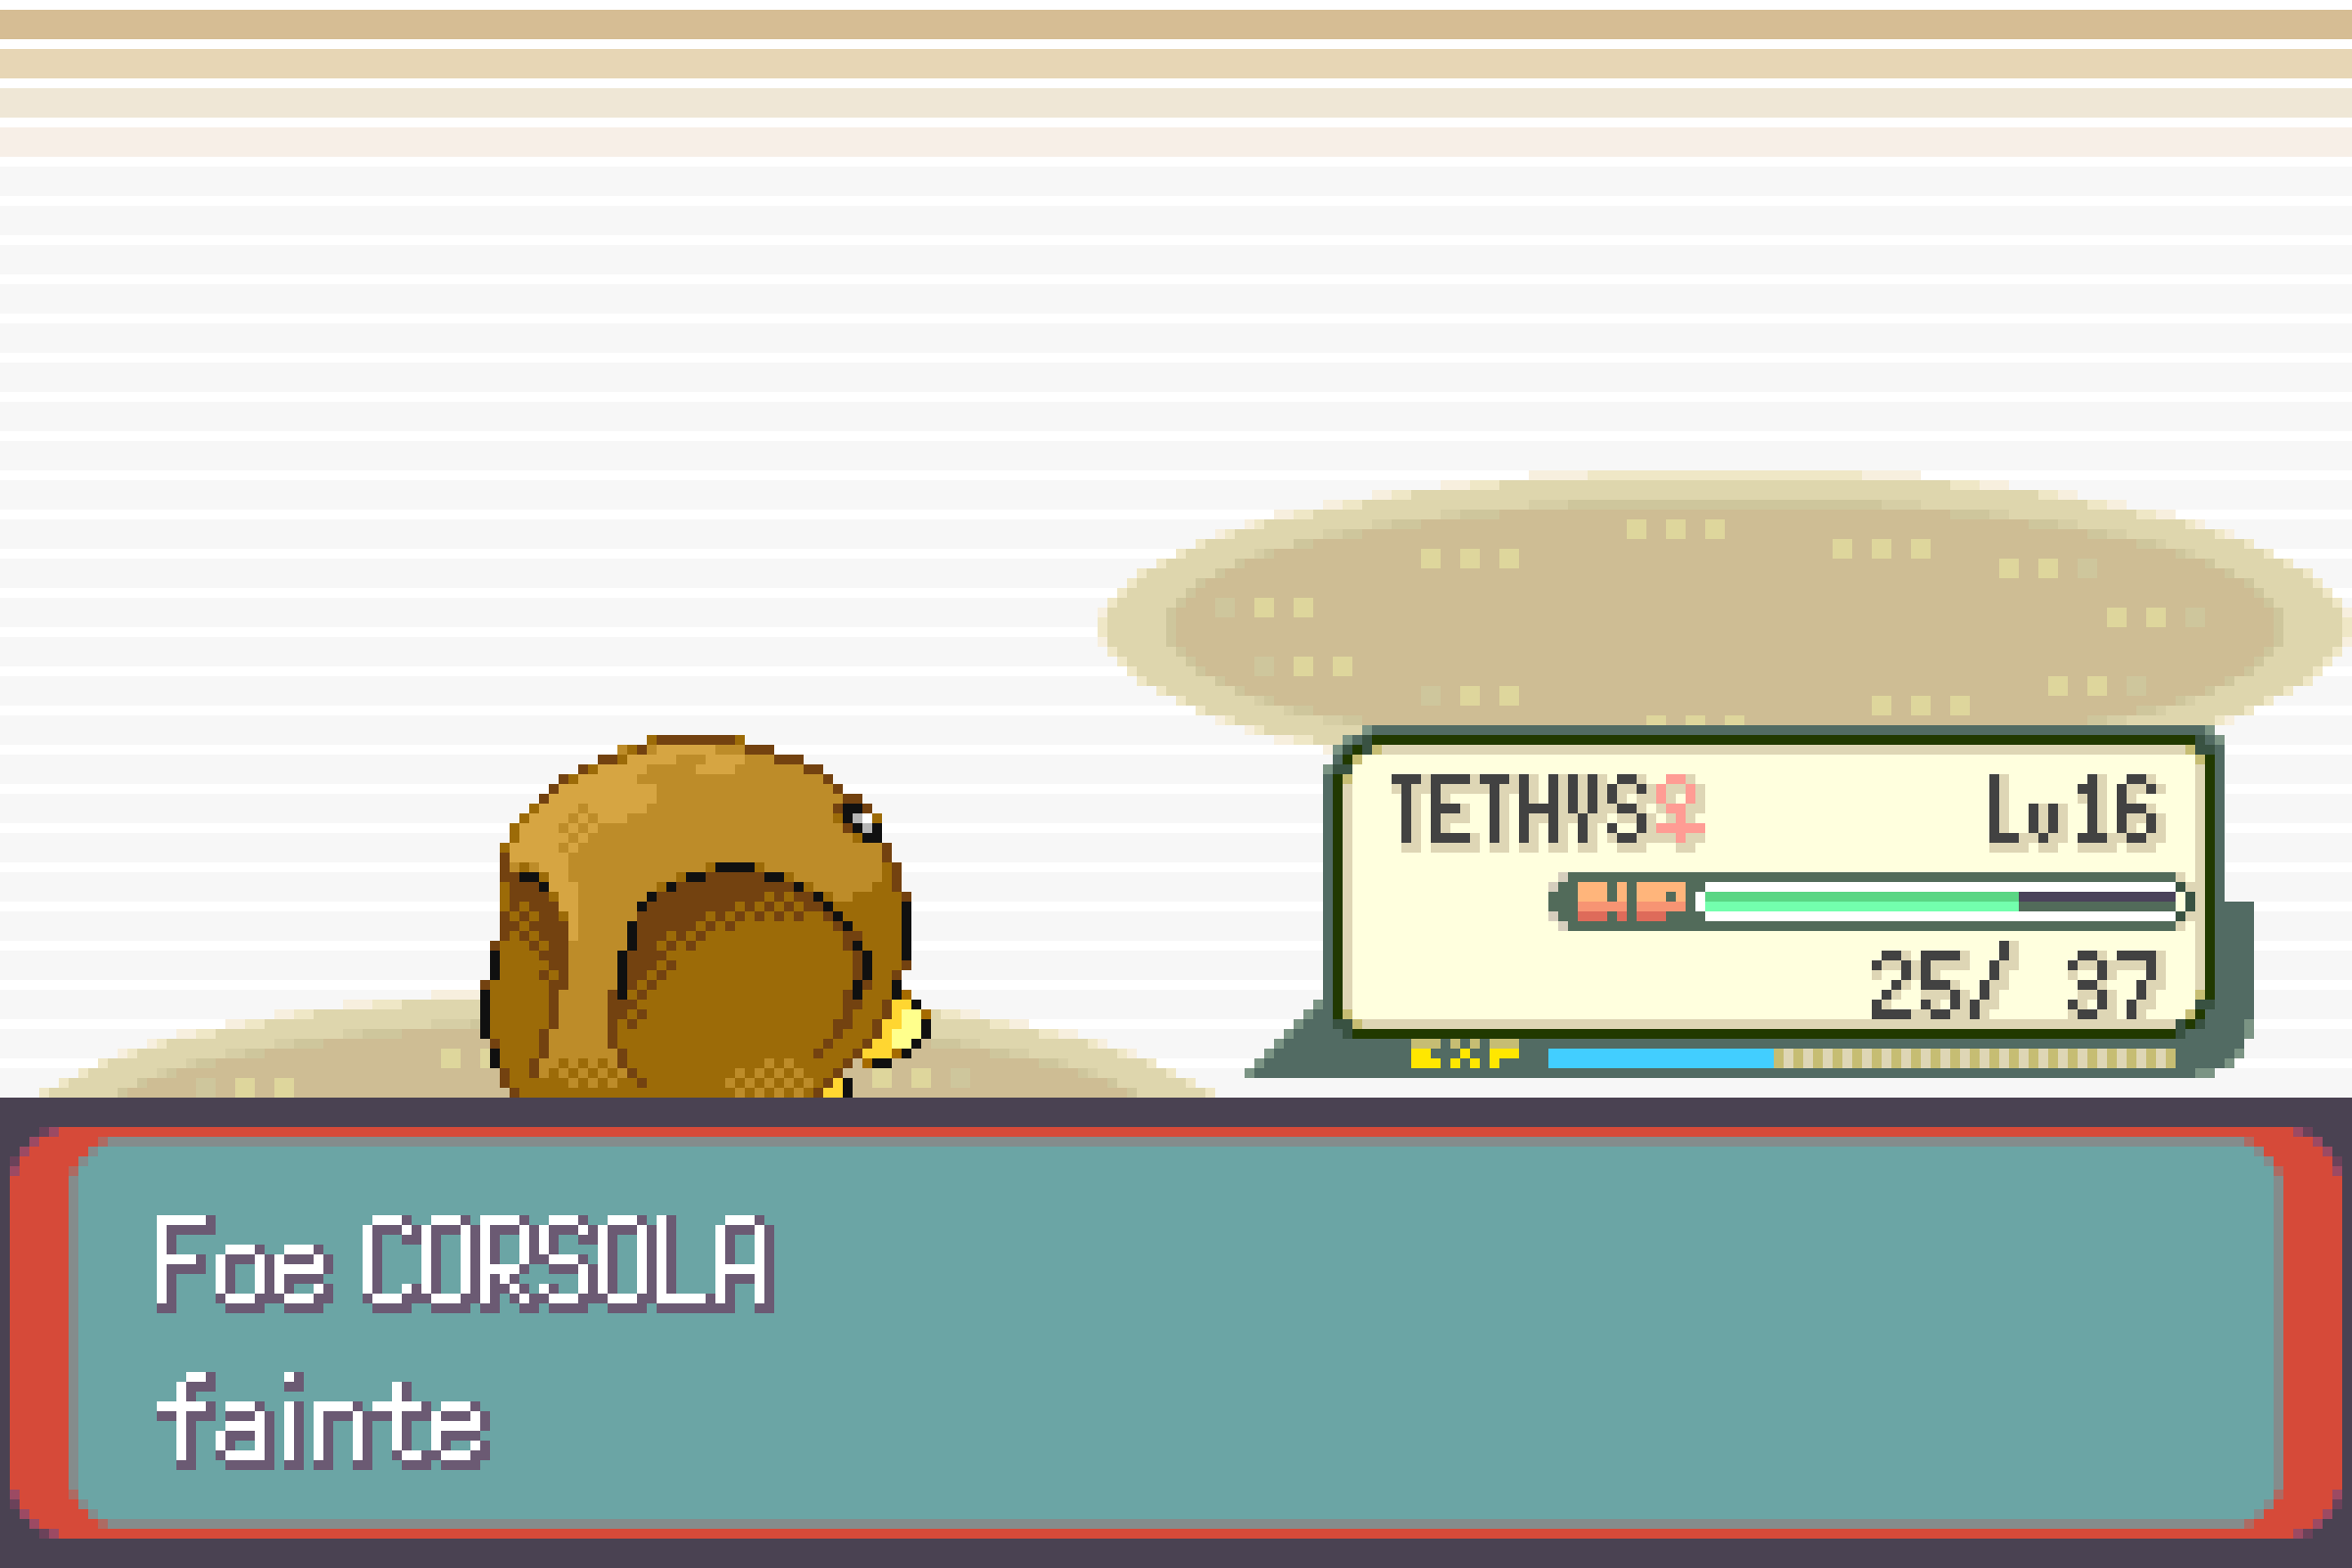 TETHYS♀ Lv16
HP
25/ 37
EXP
Foe CORSOLA
fainte